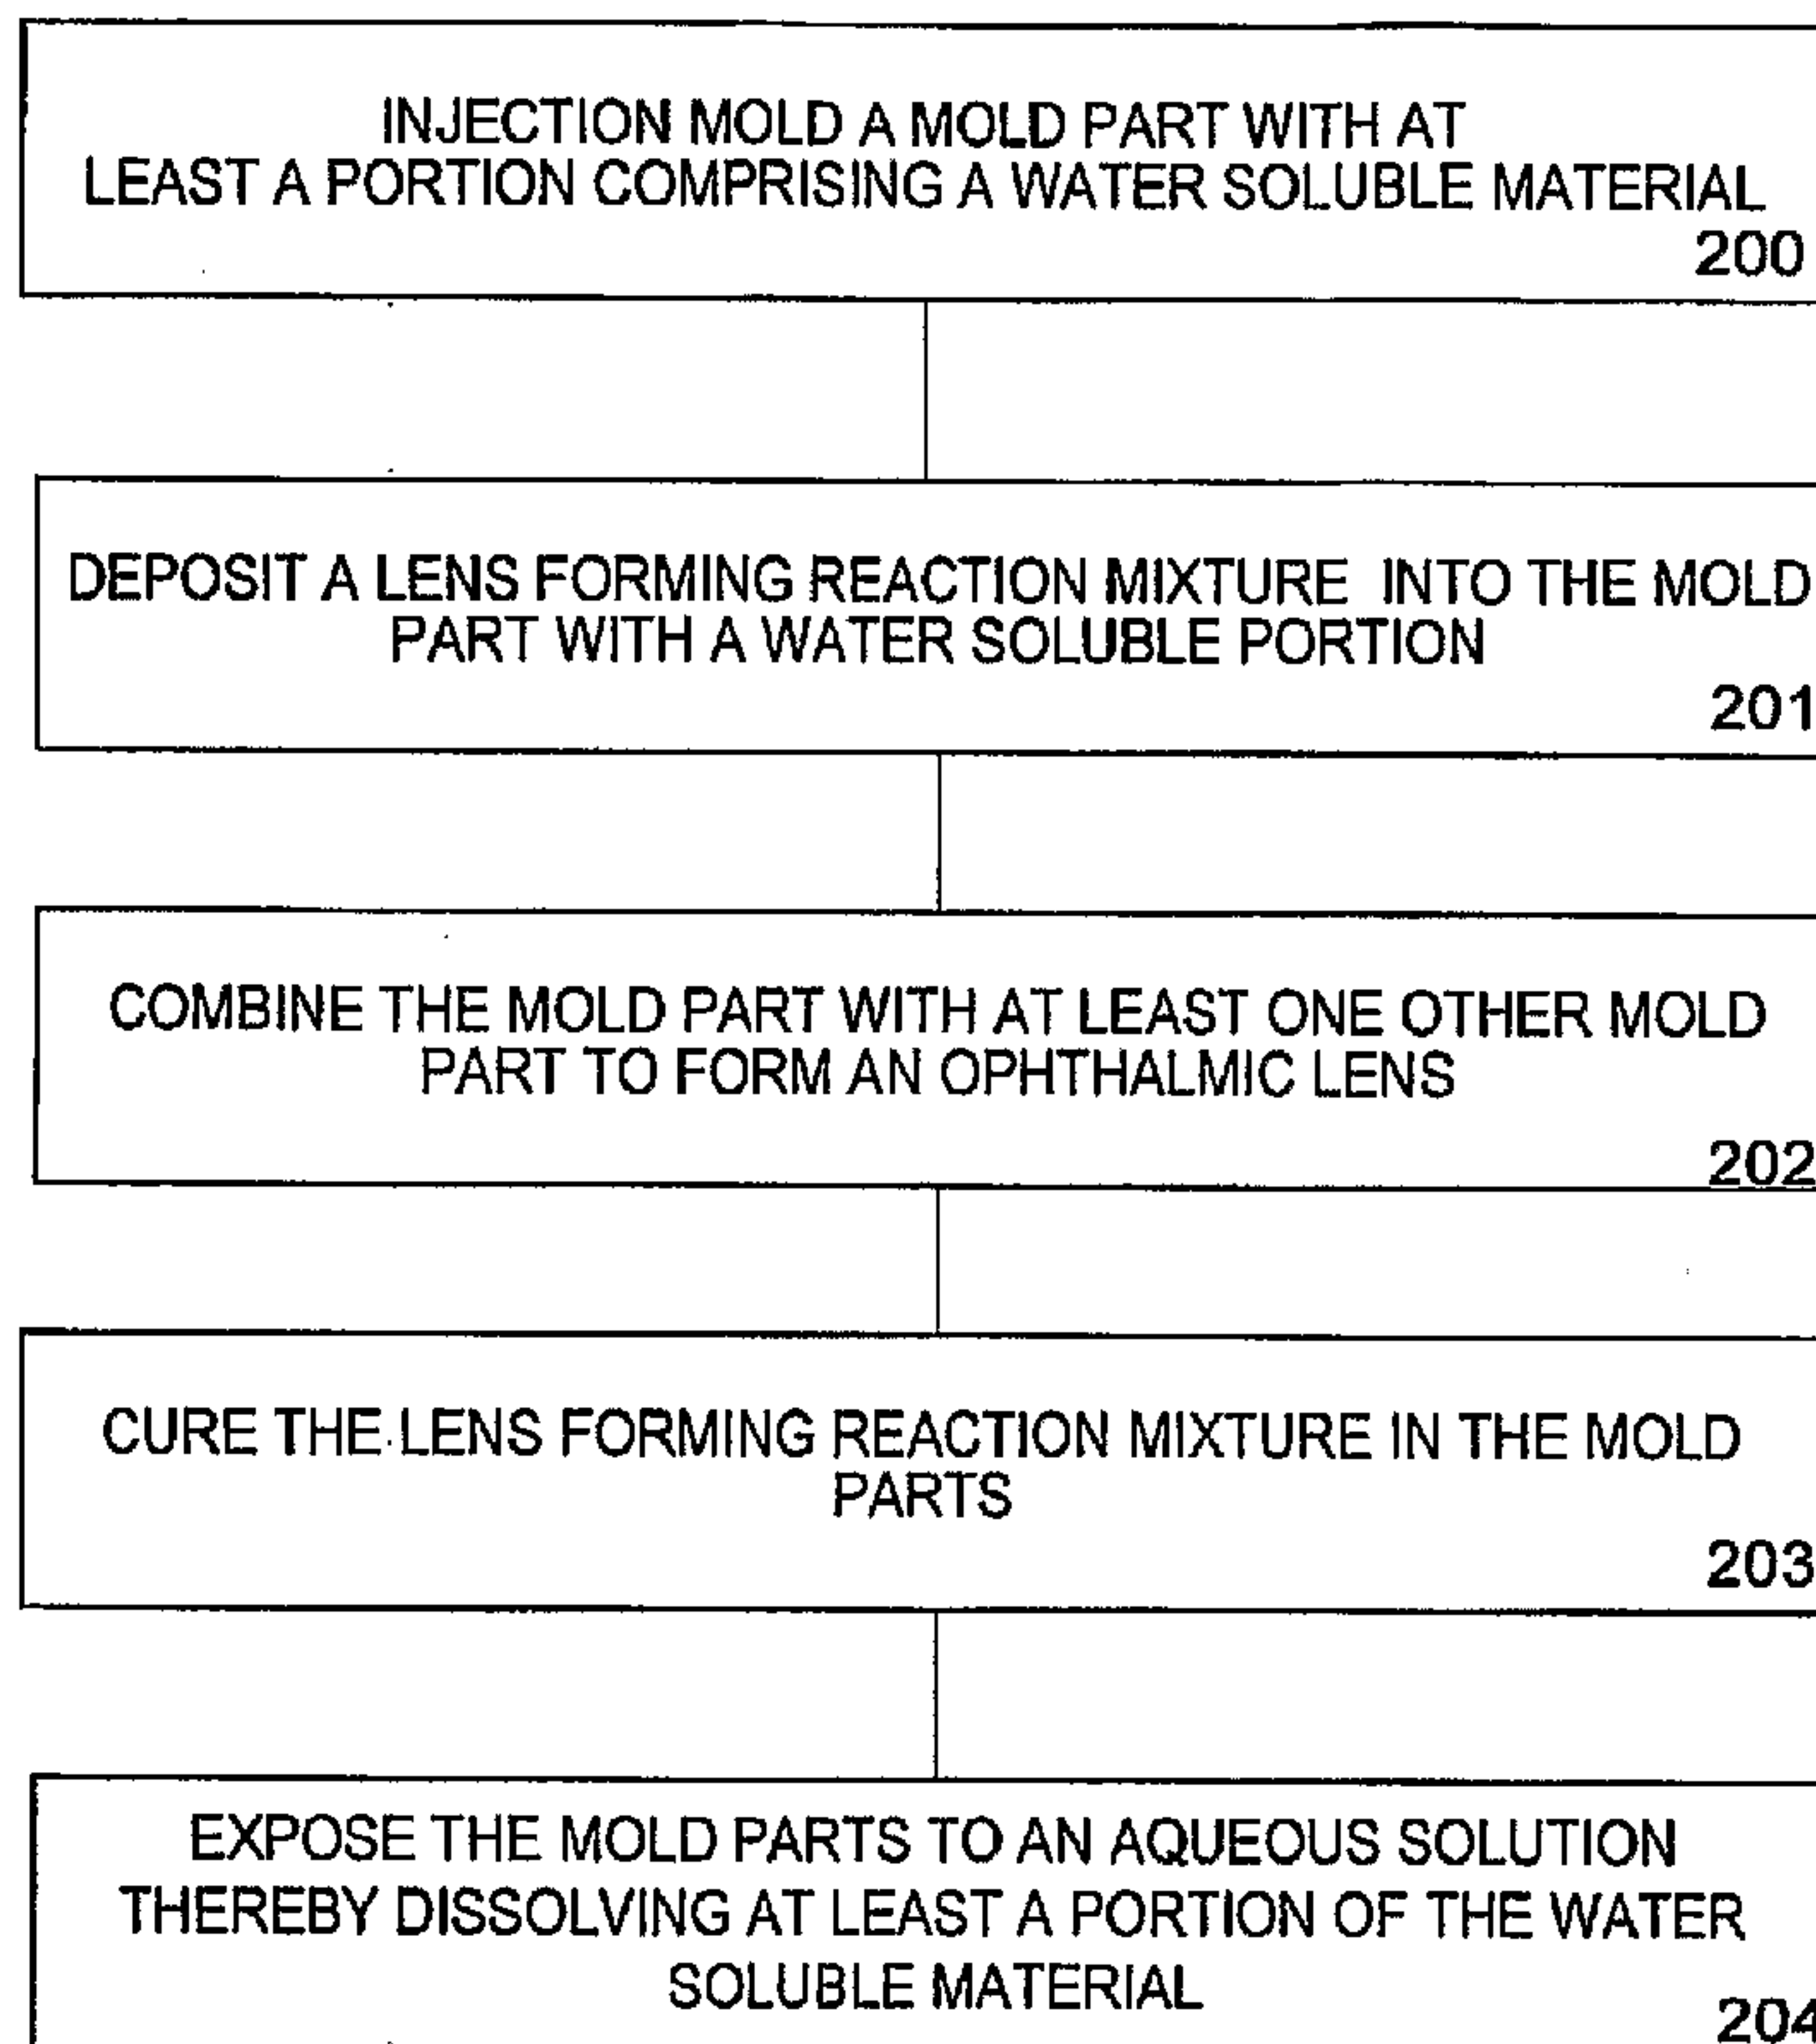 INJECTION MOLD A MOLD PART WITH AT
LEAST A PORTION COMPRISING A WATER SOLUBLE MATERIAL
200
DEPOSIT A LENS FORMING REACTION MIXTURE INTO THE MOLD
PART WITH A WATER SOLUBLE PORTION
201
COMBINE THE MOLD PART WITH AT LEAST ONE OTHER MOLD
PART TO FORM AN OPHTHALMIC LENS
202
CURE THE LENS FORMING REACTION MIXTURE IN THE MOLD
PARTS
203
EXPOSE THE MOLD PARTS TO AN AQUEOUS SOLUTION
THEREBY DISSOLVING AT LEAST A PORTION OF THE WATER
SOLUBLE MATERIAL
204